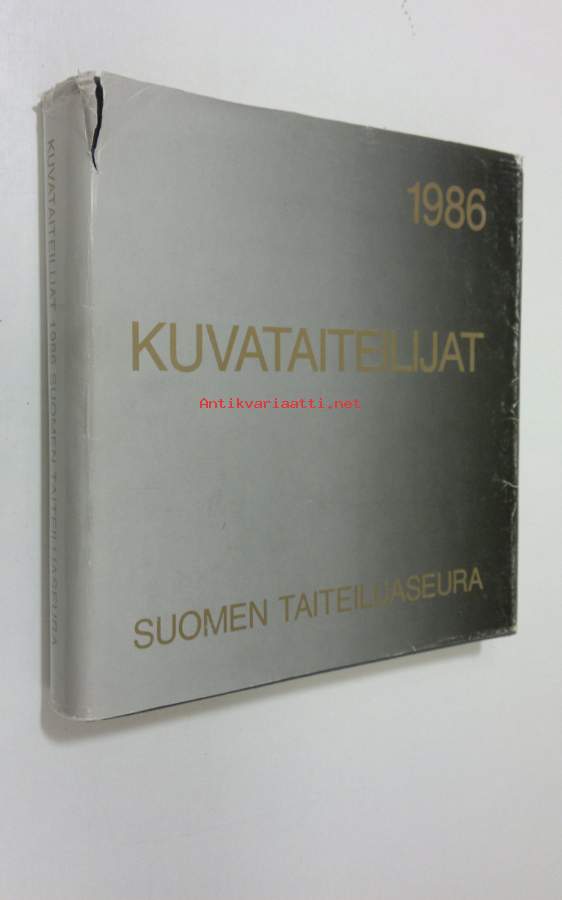 1986
KUVATAITEILIJAT
Antikvariaatti.net
SUOMEN TAITEILIJASEURA
KUVATAITEILIJAT 1986 SUOMEN TAITEILIJASEURA